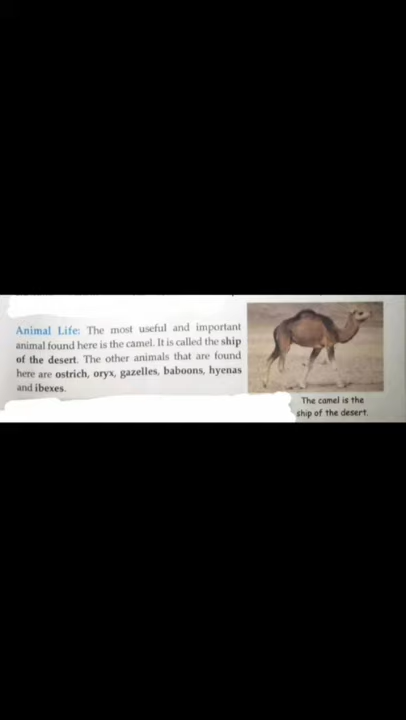 Animal Life: The most useful and important
animal found here is the camel. It is called the ship
of the desert. The other animals that are found
here are ostrich, oryx, gazelles, baboons, hyenas
and ibexes.
The camel is the
ship of the desert.